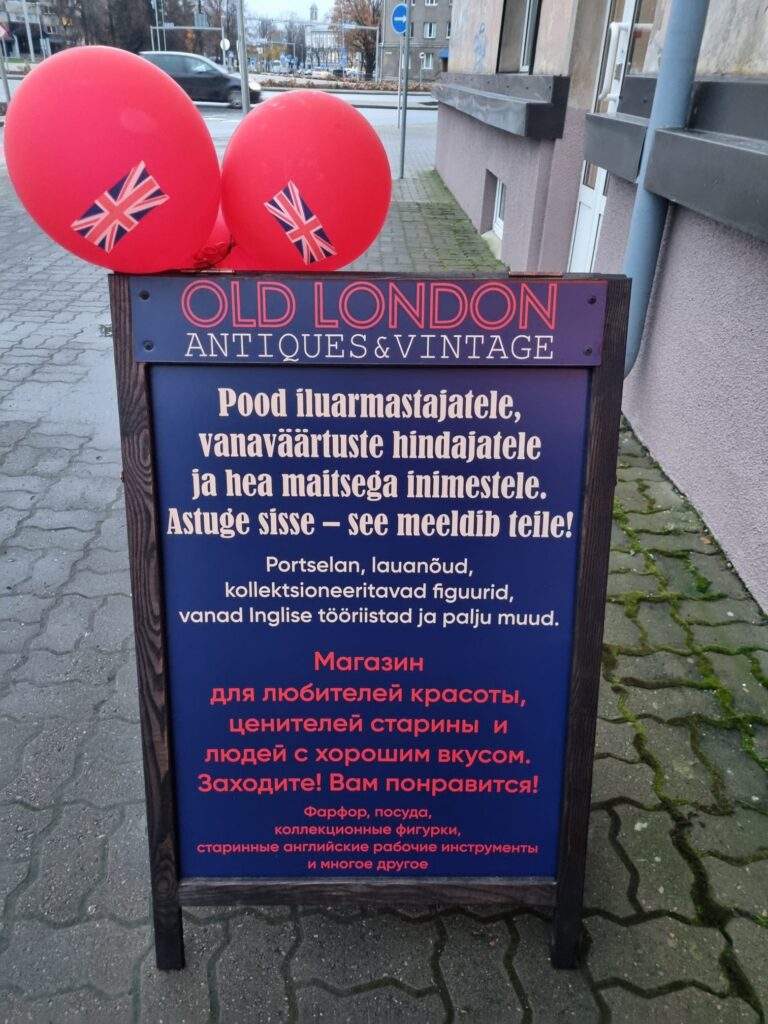 OLD LONDON
ANTIQUES&VINTAGE
Pood iluarmastajatele,
vanaväärtuste hindajatele
ja hea maitsega inimestele.
Astuge sisse – see meeldib teile!
Portselan, lauanõud,
kollektsioneeritavad figuurid,
vanad Inglise tööriistad ja palju muud.
Магазин
для любителей красоты,
ценителей старины и
людей с хорошим вкусом.
Заходите! Вам понравится!
Фарфор, посуда,
коллекционные фигурки,
старинные английские рабочие инструменты
и многое другое